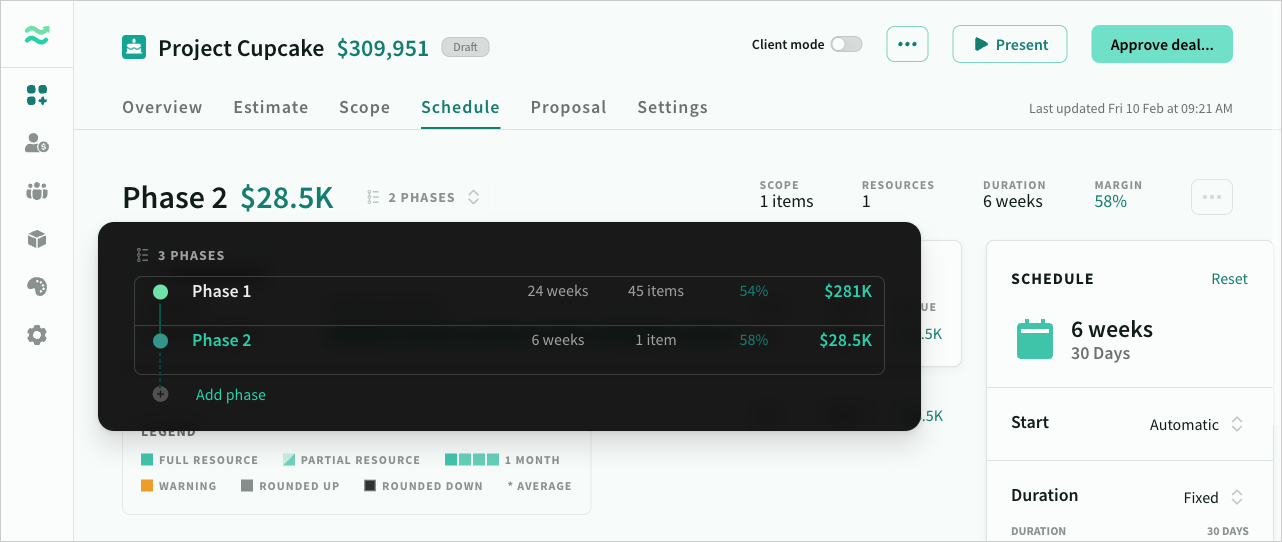 Project Cupcake $309,951 Draft Client mode ... Present Approve deal...
Overview Estimate Scope Schedule Proposal Settings Last updated Fri 10 Feb at 09:21 AM
Phase 2 $28.5K 2 PHASES
SCOPE RESOURCES DURATION MARGIN
1 items 1 6 weeks 58% ...
3 PHASES
Phase 1 24 weeks 45 items 54% $281K
Phase 2 6 weeks 1 item 58% $28.5K
Add phase
UE
.5K
.5K
LEGEND
FULL RESOURCE PARTIAL RESOURCE 1 MONTH
WARNING ROUNDED UP ROUNDED DOWN * AVERAGE
SCHEDULE Reset
6 weeks
30 Days
Start Automatic
Duration Fixed
DURATION 30 DAYS